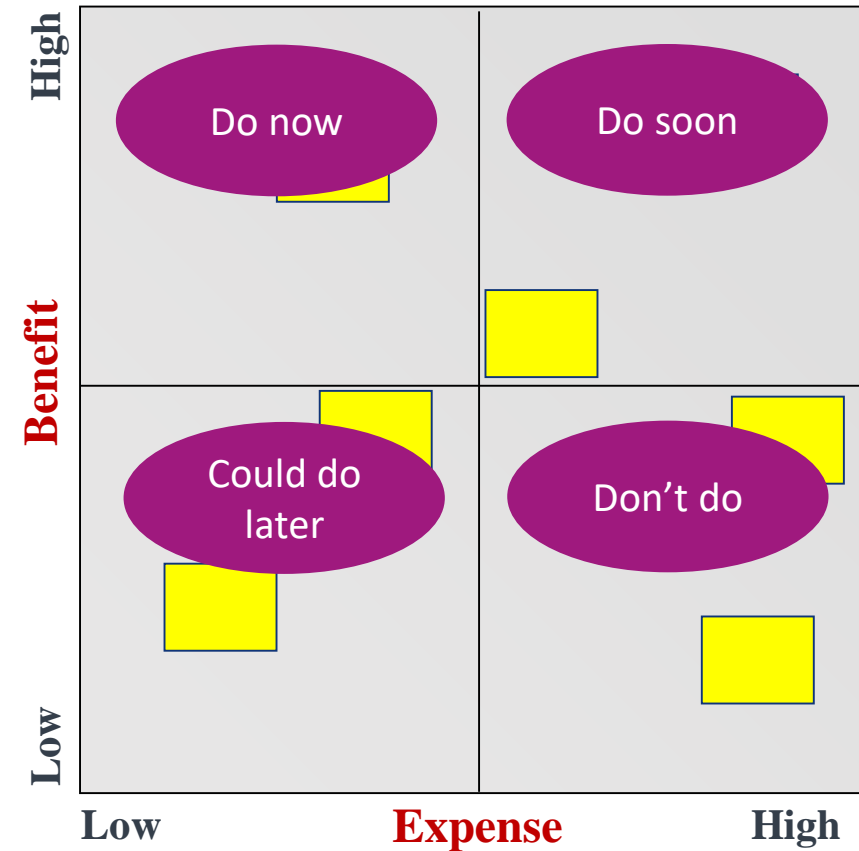 High
Do now
Do soon
Benefit
Could do
later
Don’t do
Low
Low
Expense
High